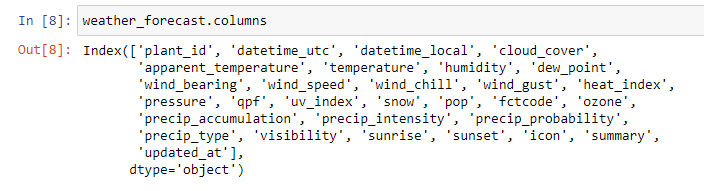 In [8]: weather_forecast.columns
Out[8]: Index(['plant_id', 'datetime_utc', 'datetime_local', 'cloud_cover',
'apparent_temperature', 'temperature', 'humidity', 'dew_point',
'wind_bearing', 'wind_speed', 'wind_chill', 'wind_gust', 'heat_index',
'pressure', 'qpf', 'uv_index', 'snow', 'pop', 'fctcode', 'ozone',
'precip_accumulation', 'precip_intensity', 'precip_probability',
'precip_type', 'visibility', 'sunrise', 'sunset', 'icon', 'summary',
'updated_at'],
dtype='object')